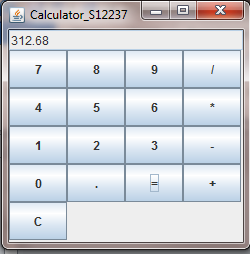 Calculator_S12237
312.68
7 8 9 /
4 5 6 *
1 2 3 -
0 . = +
C